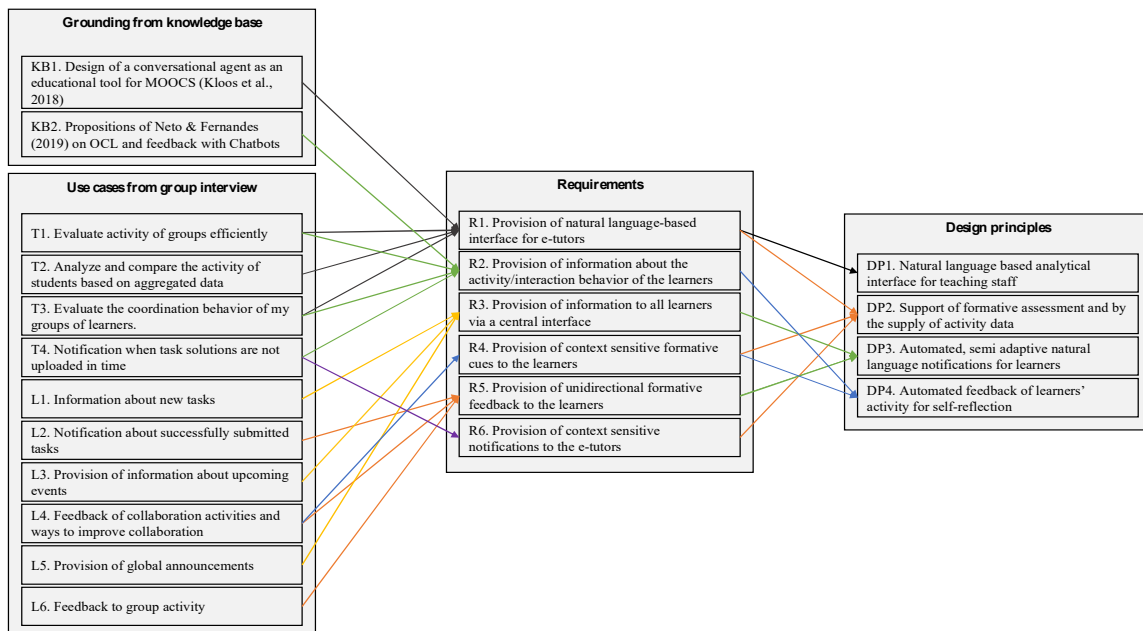 Grounding from knowledge base
KB1. Design of a conversational agent as an
educational tool for MOOCS (Kloos et al.,
2018)
KB2. Propositions of Neto & Fernandes
(2019) on OCL and feedback with Chatbots
Use cases from group interview
T1. Evaluate activity of groups efficiently
T2. Analyze and compare the activity of
students based on aggregated data
T3. Evaluate the coordination behavior of my
groups of learners.
T4. Notification when task solutions are not
uploaded in time
L1. Information about new tasks
L2. Notification about successfully submitted
tasks
L3. Provision of information about upcoming
events
L4. Feedback of collaboration activities and
ways to improve collaboration
L5. Provision of global announcements
L6. Feedback to group activity
Requirements
R1. Provision of natural language-based
interface for e-tutors
R2. Provision of information about the
activity/interaction behavior of the learners
R3. Provision of information to all learners
via a central interface
R4. Provision of context sensitive formative
cues to the learners
R5. Provision of unidirectional formative
feedback to the learners
R6. Provision of context sensitive
notifications to the e-tutors
Design principles
DP1. Natural language based analytical
interface for teaching staff
DP2. Support of formative assessment and by
the supply of activity data
DP3. Automated, semi adaptive natural
language notifications for learners
DP4. Automated feedback of learners’
activity for self-reflection